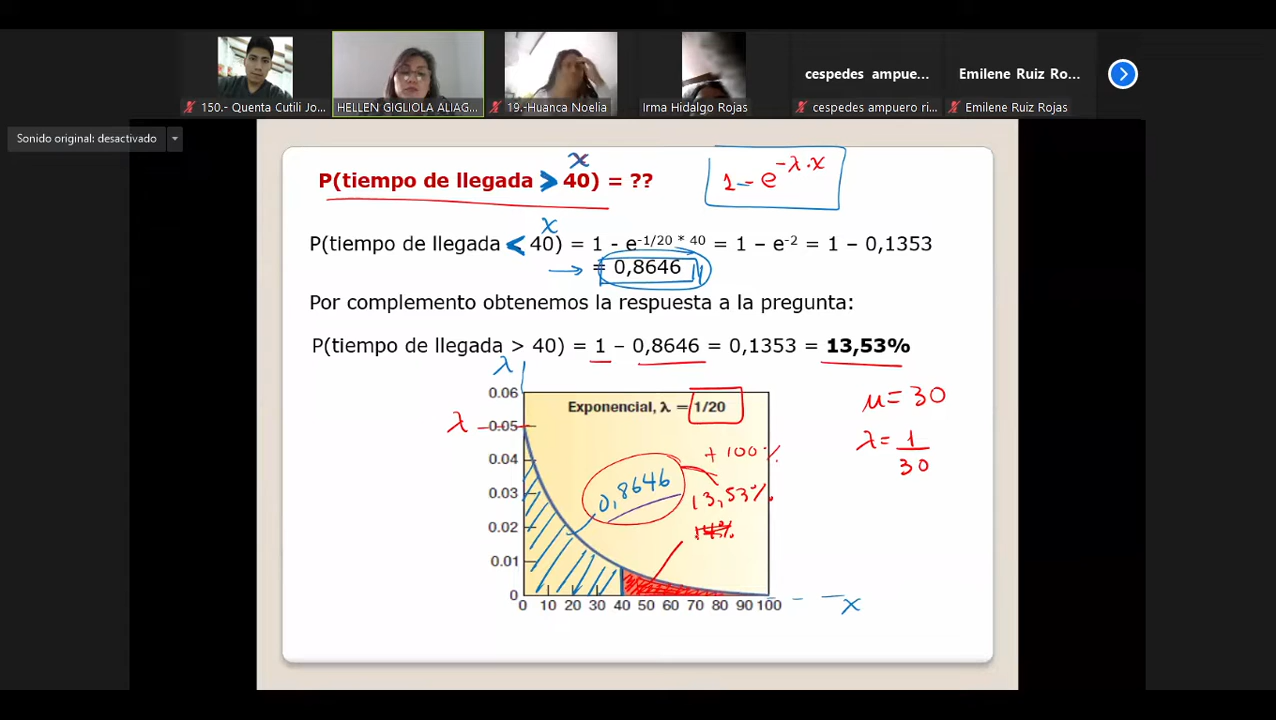 150.- Quenta Cutili Jo...
HELLEN GIGLIOLA ALIAG...
19.-Huanca Noelia
Irma Hidalgo Rojas
cespedes ampue...
cespedes ampuero ri...
Emilene Ruiz Ro...
Emilene Ruiz Rojas
Sonido original: desactivado
x
P(tiempo de llegada > 40) = ??
1 - e^-λ·x
x
P(tiempo de llegada < 40) = 1 - e^-1/20 * 40 = 1 – e^-2 = 1 – 0,1353
= 0,8646
Por complemento obtenemos la respuesta a la pregunta:
P(tiempo de llegada > 40) = 1 – 0,8646 = 0,1353 = 13,53%
λ
0.06
Exponencial, λ = 1/20
μ = 30
λ
0.05
λ = 1/30
+ 100%
0.04
0,8646
13,53%
0.03
0.02
14%
0.01
0
0 10 20 30 40 50 60 70 80 90 100
x